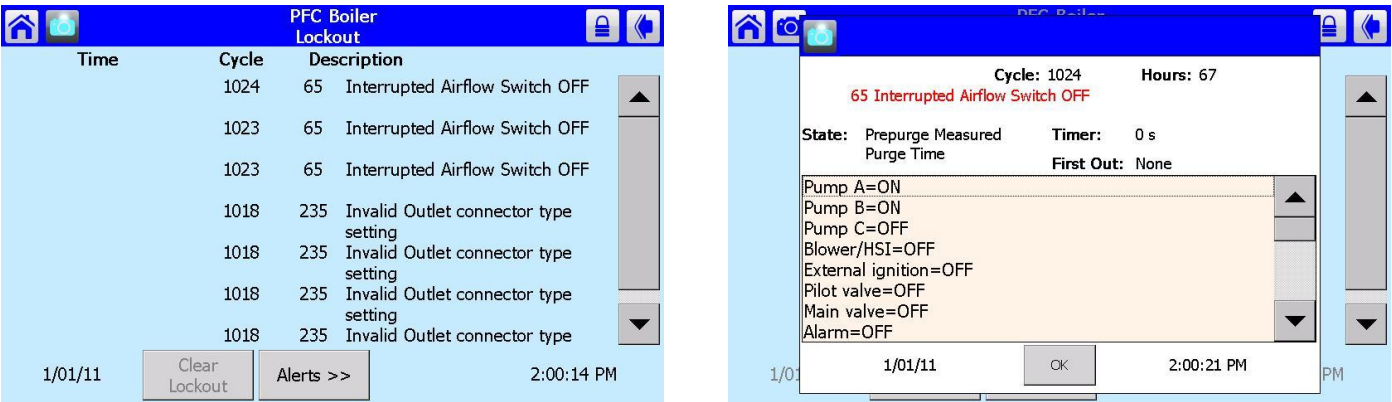 PFC Boiler
Lockout
Time Cycle Description
1024 65 Interrupted Airflow Switch OFF
1023 65 Interrupted Airflow Switch OFF
1023 65 Interrupted Airflow Switch OFF
1018 235 Invalid Outlet connector type
setting
1018 235 Invalid Outlet connector type
setting
1018 235 Invalid Outlet connector type
setting
1018 235 Invalid Outlet connector type
1/01/11 Clear
Lockout Alerts >> 2:00:14 PM
PFC Boiler
Cycle: 1024 Hours: 67
65 Interrupted Airflow Switch OFF
State: Prepurge Measured
Purge Time
Timer: 0 s
First Out: None
Pump A=ON
Pump B=ON
Pump C=OFF
Blower/HSI=OFF
External ignition=OFF
Pilot valve=OFF
Main valve=OFF
Alarm=OFF
1/01/11 OK 2:00:21 PM
1/01
PM